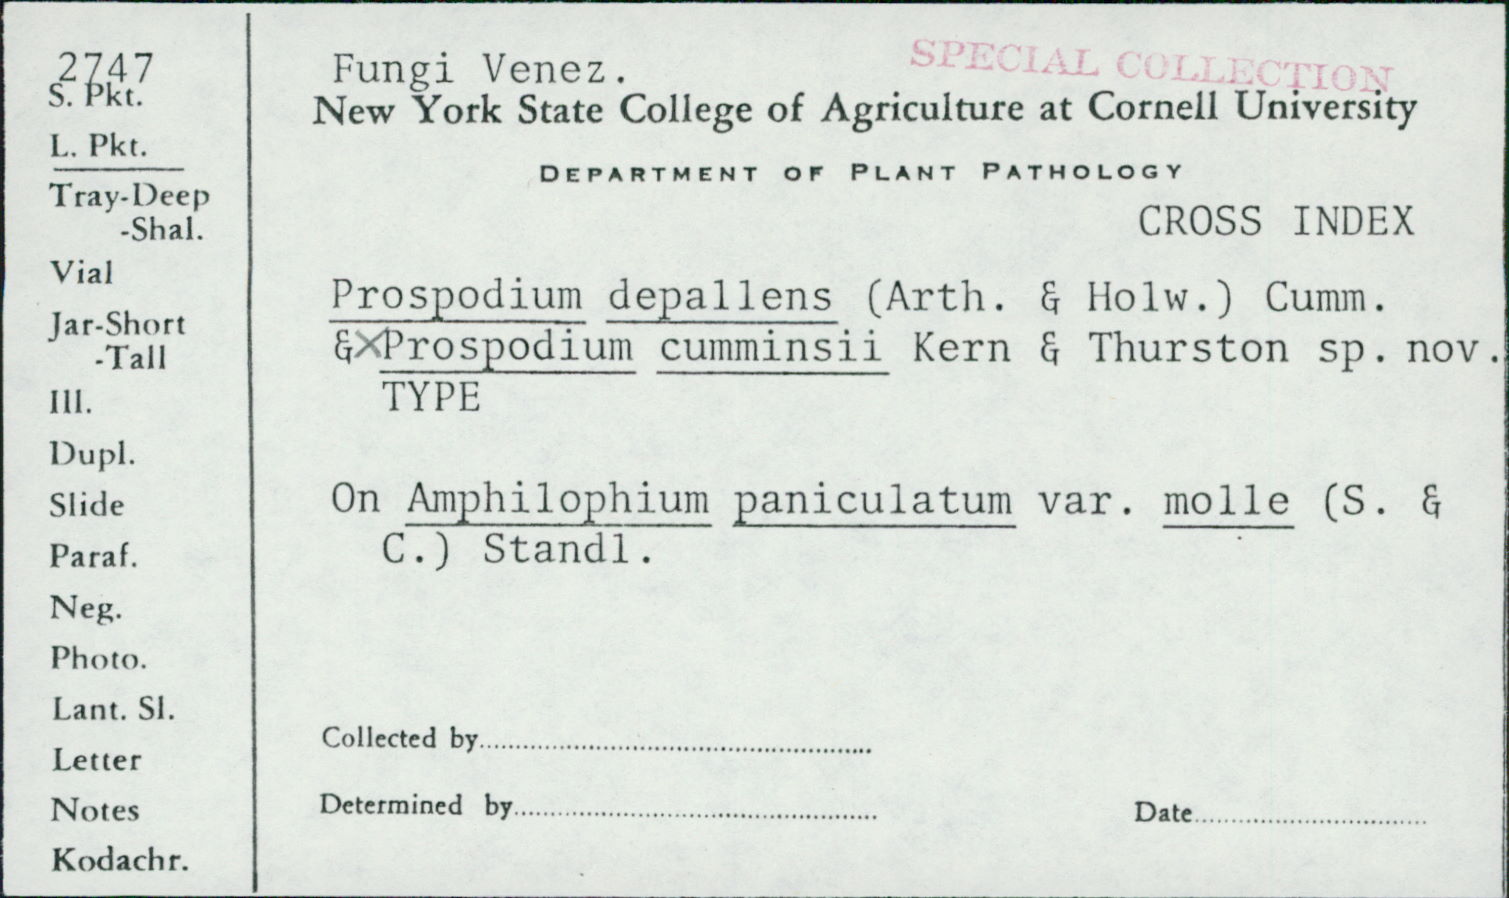 2747
S. Pkt.
L. Pkt.
Tray-Deep
-Shal.
Vial
Jar-Short
-Tall
Ill.
Dupl.
Slide
Paraf.
Neg.
Photo.
Lant. Sl.
Letter
Notes
Kodachr.
Fungi Venez.
SPECIAL COLLECTION
New York State College of Agriculture at Cornell University
DEPARTMENT OF PLANT PATHOLOGY
CROSS INDEX
Prospodium depallens (Arth. & Holw.) Cumm.
&×Prospodium cumminsii Kern & Thurston sp. nov.
TYPE
On Amphilophium paniculatum var. molle (S. &
C.) Standl.
Collected by
Determined by
Date